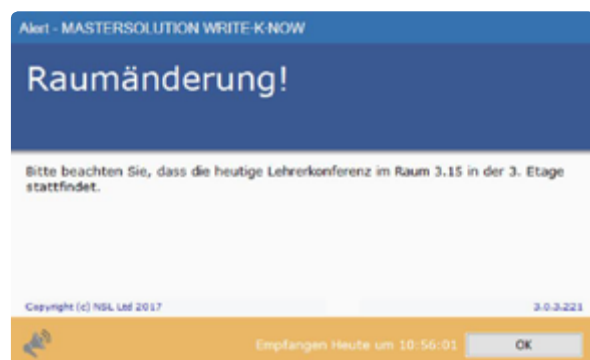 Alert - MASTERSOLUTION WRITE-K-NOW
Raumänderung!
Bitte beachten Sie, dass die heutige Lehrerkonferenz im Raum 3.15 in der 3. Etage
stattfindet.
Copyright (c) NSL Ltd 2017 3.0.3.221
Empfangen Heute um 10:56:01 OK